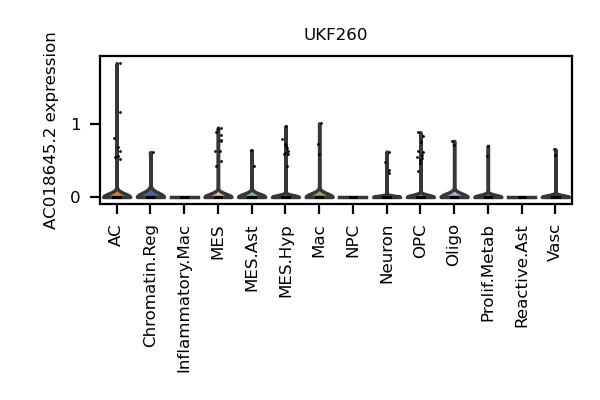 UKF260
AC018645.2 expression
1
0
AC
Chromatin.Reg
Inflammatory.Mac
MES
MES.Ast
MES.Hyp
Mac
NPC
Neuron
OPC
Oligo
Prolif.Metab
Reactive.Ast
Vasc